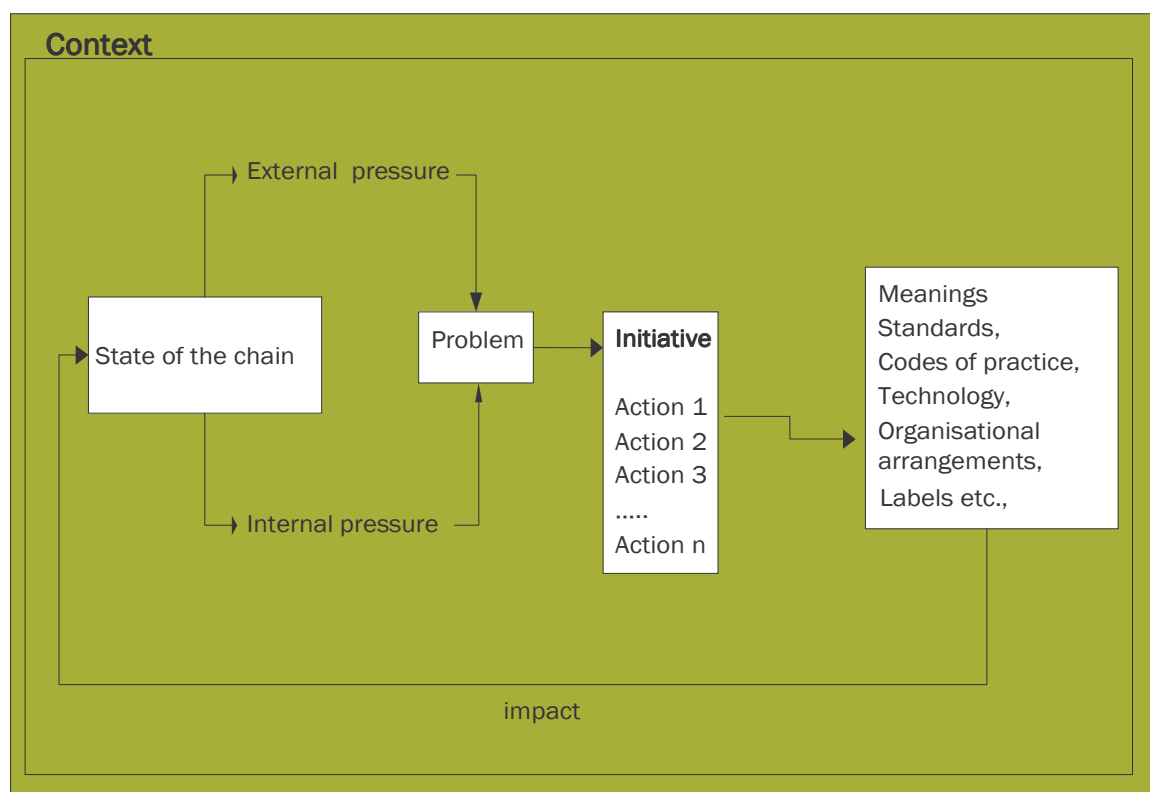 Context
External pressure
State of the chain
Internal pressure
Problem
Initiative
Action 1
Action 2
Action 3
.....
Action n
Meanings
Standards,
Codes of practice,
Technology,
Organisational
arrangements,
Labels etc.,
impact